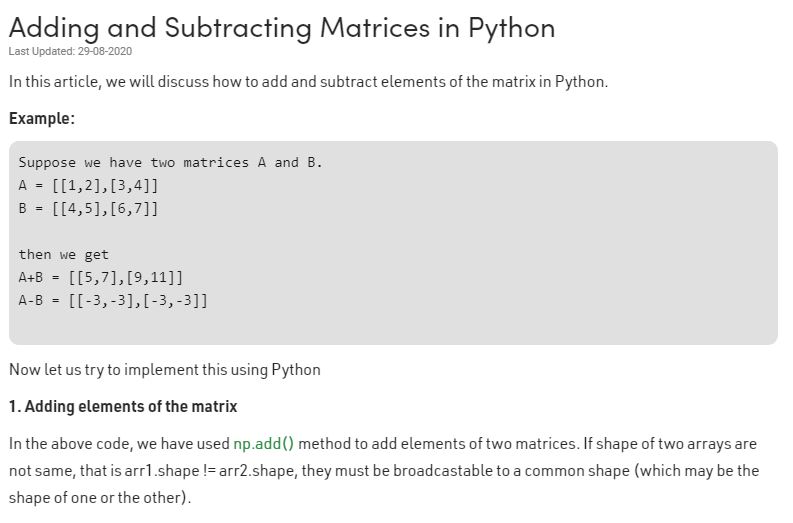 Adding and Subtracting Matrices in Python
Last Updated: 29-08-2020
In this article, we will discuss how to add and subtract elements of the matrix in Python.
Example:
Suppose we have two matrices A and B.
A = [[1,2],[3,4]]
B = [[4,5],[6,7]]
then we get
A+B = [[5,7],[9,11]]
A-B = [[-3,-3],[-3,-3]]
Now let us try to implement this using Python
1. Adding elements of the matrix
In the above code, we have used np.add() method to add elements of two matrices. If shape of two arrays are
not same, that is arr1.shape != arr2.shape, they must be broadcastable to a common shape (which may be the
shape of one or the other).